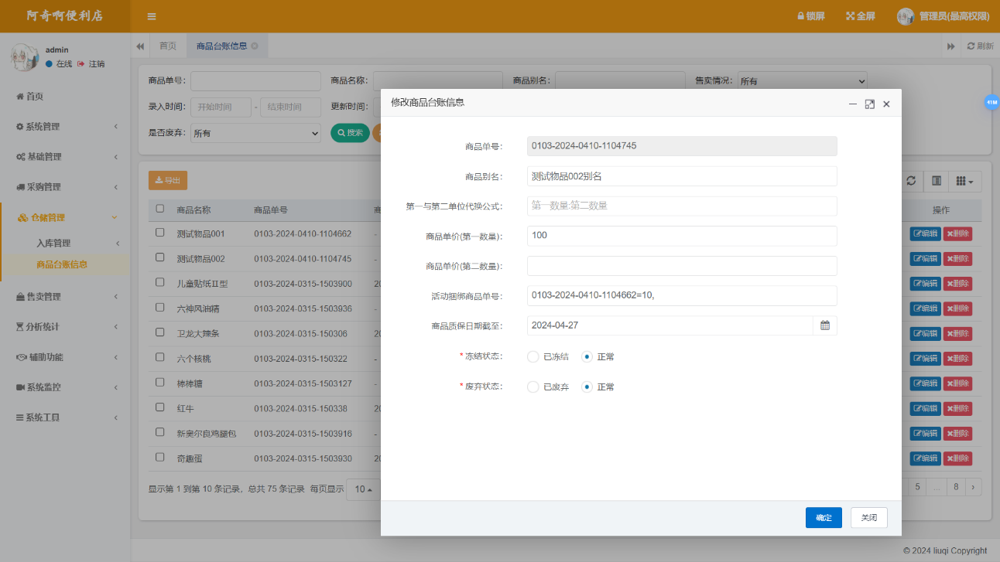 阿奇啊便利店
锁屏 全屏 管理员(最高权限)
首页 商品台账信息 刷新
admin
在线 注销
首页
系统管理
基础管理
采购管理
仓储管理
入库管理
商品台账信息
售卖管理
分析统计
辅助功能
系统监控
系统工具
商品单号: 商品名称: 商品别名: 售卖情况: 所有
录入时间: 开始时间 - 结束时间 更新时间:
是否废弃: 所有 搜索
导出
商品名称 商品单号 商 操作
测试物品001 0103-2024-0410-1104662 - 编辑 删除
测试物品002 0103-2024-0410-1104745 - 编辑 删除
儿童贴纸Ⅱ型 0103-2024-0315-1503900 20 编辑 删除
六神风油精 0103-2024-0315-1503936 - 编辑 删除
卫龙大辣条 0103-2024-0315-150306 20 编辑 删除
六个核桃 0103-2024-0315-150322 - 编辑 删除
棒棒糖 0103-2024-0315-1503127 - 编辑 删除
红牛 0103-2024-0315-150338 20 编辑 删除
新奥尔良鸡腿包 0103-2024-0315-1503916 - 编辑 删除
奇趣蛋 0103-2024-0315-1503930 20 编辑 删除
显示第 1 到第 10 条记录，总共 75 条记录 每页显示 10
5 ... 8 ›
修改商品台账信息
商品单号: 0103-2024-0410-1104745
商品别名: 测试物品002别名
第一与第二单位代换公式: 第一数量:第二数量
商品单价(第一数量): 100
商品单价(第二数量):
活动捆绑商品单号: 0103-2024-0410-1104662=10,
商品质保日期截至: 2024-04-27
* 冻结状态: 已冻结 正常
* 废弃状态: 已废弃 正常
确定 关闭
© 2024 liuqi Copyright